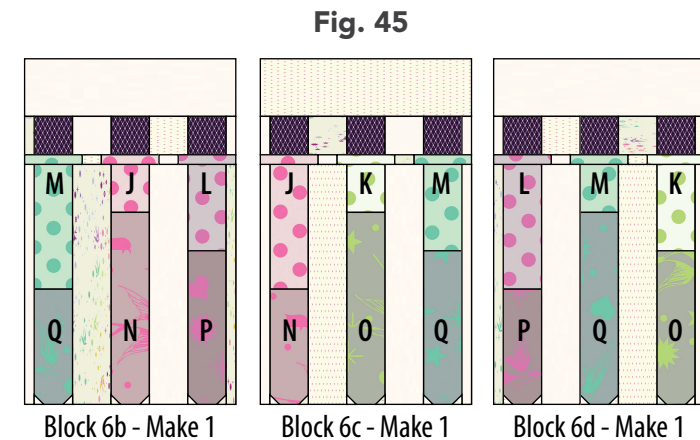 Fig. 45
M J L
J K M
L M K
Q N P
N O Q
P Q O
Block 6b - Make 1
Block 6c - Make 1
Block 6d - Make 1